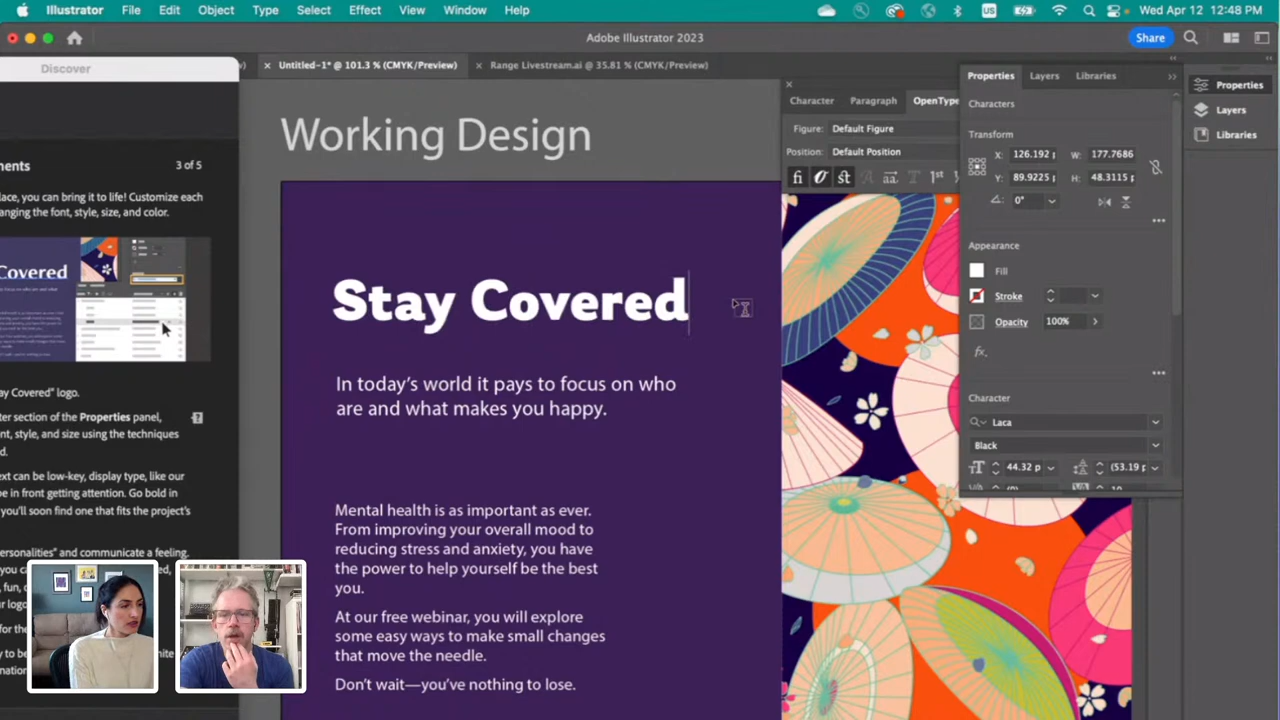 Illustrator File Edit Object Type Select Effect View Window Help
US Wed Apr 12 12:48 PM
Adobe Illustrator 2023
Share
Discover
× Untitled-1* @ 101.3 % (CMYK/Preview)
× Range Livestream.ai @ 35.81 % (CMYK/Preview)
ments 3 of 5
place, you can bring it to life! Customize each
anging the font, style, size, and color.
Covered
ay Covered" logo.
ter section of the Properties panel,
nt, style, and size using the techniques
d.
ext can be low-key, display type, like our
be in front getting attention. Go bold in
you'll soon find one that fits the project's
ersonalities" and communicate a feeling.
Working Design
Stay Covered
In today's world it pays to focus on who
are and what makes you happy.
Mental health is as important as ever.
From improving your overall mood to
reducing stress and anxiety, you have
the power to help yourself be the best
you.
At our free webinar, you will explore
some easy ways to make small changes
that move the needle.
Don't wait—you've nothing to lose.
Character Paragraph OpenType
Figure: Default Figure
Position: Default Position
fi st aa T 1st
Properties Layers Libraries
Characters
Transform
X: 126.192 p W: 177.7686
Y: 89.9225 p H: 48.3115 p
0°
Appearance
Fill
Stroke
Opacity 100%
fx.
Character
Laca
Black
44.32 p (53.19 p
Properties
Layers
Libraries